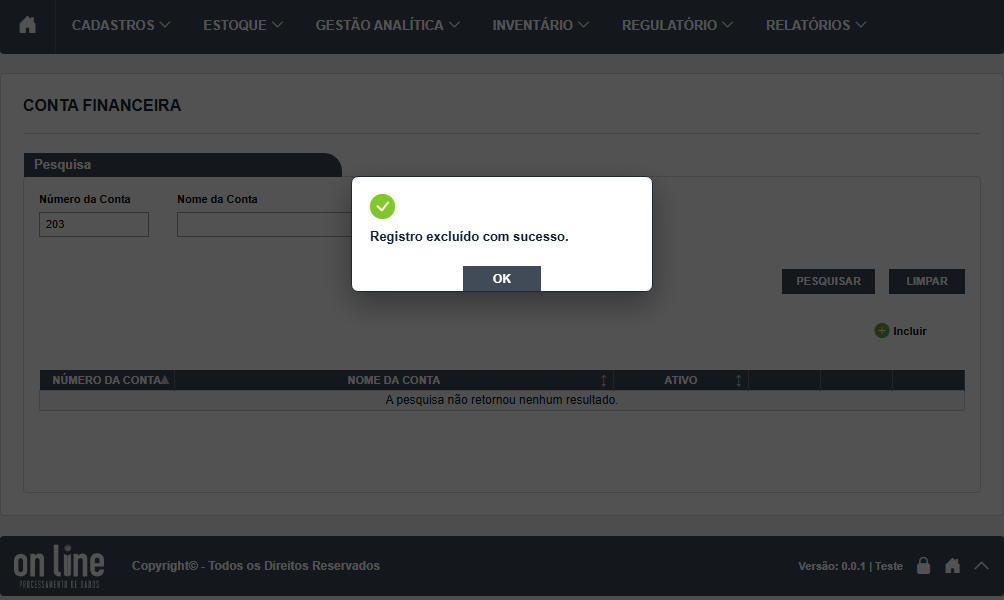 CADASTROS ESTOQUE GESTÃO ANALÍTICA INVENTÁRIO REGULATÓRIO RELATÓRIOS
CONTA FINANCEIRA
Pesquisa
Número da Conta Nome da Conta
203
Registro excluído com sucesso.
OK
PESQUISAR LIMPAR
Incluir
NÚMERO DA CONTA NOME DA CONTA ATIVO
A pesquisa não retornou nenhum resultado.
on line
PROCESSAMENTO DE DADOS
Copyright© - Todos os Direitos Reservados
Versão: 0.0.1 | Teste